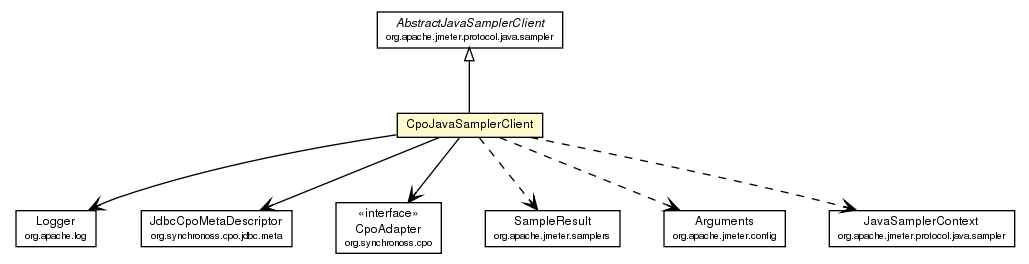 AbstractJavaSamplerClient
org.apache.jmeter.protocol.java.sampler
CpoJavaSamplerClient
Logger
org.apache.log
JdbcCpoMetaDescriptor
org.synchronoss.cpo.jdbc.meta
«interface»
CpoAdapter
org.synchronoss.cpo
SampleResult
org.apache.jmeter.samplers
Arguments
org.apache.jmeter.config
JavaSamplerContext
org.apache.jmeter.protocol.java.sampler